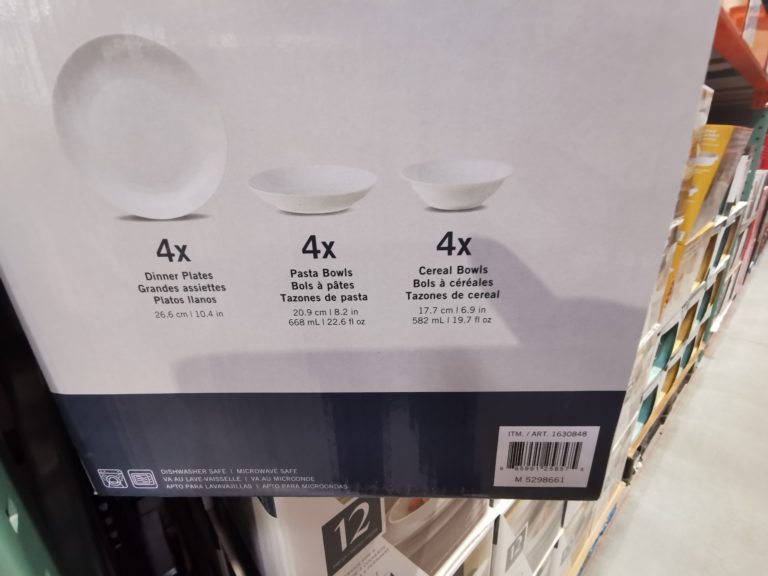 4x
Dinner Plates
Grandes assiettes
Platos llanos
26.6 cm | 10.4 in
4x
Pasta Bowls
Bols à pâtes
Tazones de pasta
20.9 cm | 8.2 in
668 mL | 22.6 fl oz
4x
Cereal Bowls
Bols à céréales
Tazones de cereal
17.7 cm | 6.9 in
582 mL | 19.7 fl oz
ITM. / ART. 1630848
M 5298661
DISHWASHER SAFE | MICROWAVE SAFE
VA AU LAVE-VAISSELLE | VA AU MICROONDE
APTO PARA LAVAVAJILLAS | APTO PARA MICROONDAS
12
12